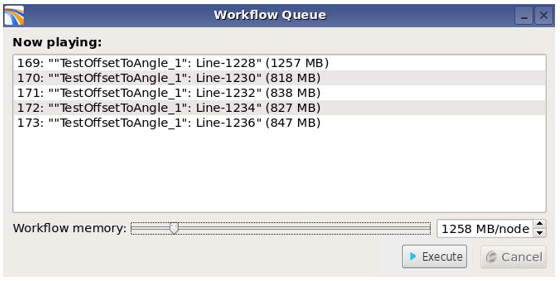 Workflow Queue
Now playing:
169: ""TestOffsetToAngle_1": Line-1228" (1257 MB)
170: ""TestOffsetToAngle_1": Line-1230" (818 MB)
171: ""TestOffsetToAngle_1": Line-1232" (838 MB)
172: ""TestOffsetToAngle_1": Line-1234" (827 MB)
173: ""TestOffsetToAngle_1": Line-1236" (847 MB)
Workflow memory: 1258 MB/node
Execute Cancel